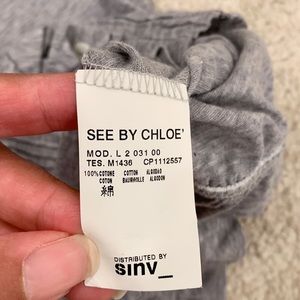 SEE BY CHLOE'
MOD. L 2 031 00
TES. M1436 CP1112557
100%COTONE COTTON ALGODAO
COTON BAUMWOLLE ALGODON
綿
DISTRIBUTED BY
sinv_